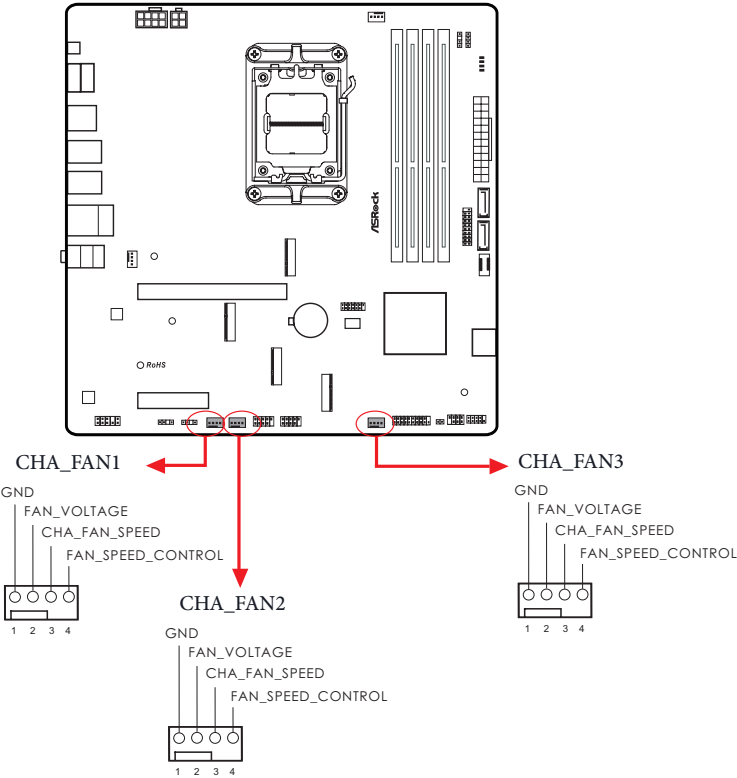 ASRock
RoHS
CHA_FAN1
GND
FAN_VOLTAGE
CHA_FAN_SPEED
FAN_SPEED_CONTROL
1 2 3 4
CHA_FAN2
GND
FAN_VOLTAGE
CHA_FAN_SPEED
FAN_SPEED_CONTROL
1 2 3 4
CHA_FAN3
GND
FAN_VOLTAGE
CHA_FAN_SPEED
FAN_SPEED_CONTROL
1 2 3 4